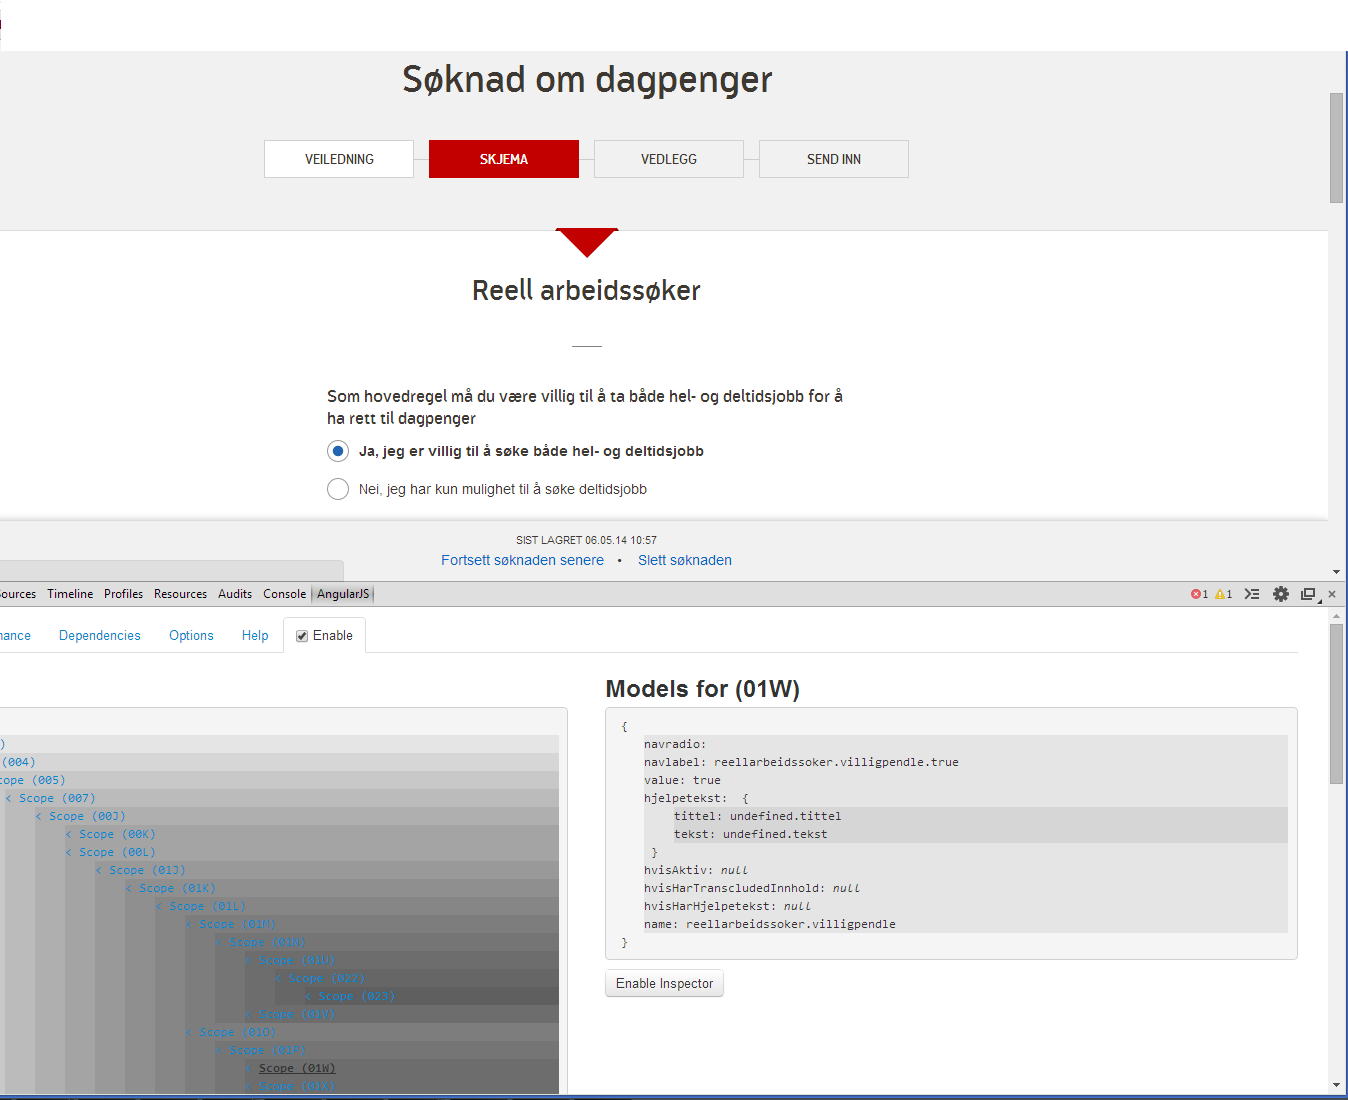 Søknad om dagpenger
VEILEDNING
SKJEMA
VEDLEGG
SEND INN
Reell arbeidssøker
Som hovedregel må du være villig til å ta både hel- og deltidsjobb for å
ha rett til dagpenger
Ja, jeg er villig til å søke både hel- og deltidsjobb
Nei, jeg har kun mulighet til å søke deltidsjobb
SIST LAGRET 06.05.14 10:57
Fortsett søknaden senere • Slett søknaden
ources Timeline Profiles Resources Audits Console AngularJS
1 1
nance Dependencies Options Help Enable
)
(004)
cope (005)
< Scope (007)
< Scope (00J)
< Scope (00K)
< Scope (00L)
< Scope (01J)
< Scope (01K)
< Scope (01L)
< Scope (01M)
< Scope (01N)
< Scope (01U)
< Scope (022)
< Scope (023)
< Scope (01V)
< Scope (01O)
< Scope (01P)
< Scope (01W)
< Scope (01X)
Models for (01W)
{
navradio:
navlabel: reellarbeidssoker.villigpendle.true
value: true
hjelpetekst: {
tittel: undefined.tittel
tekst: undefined.tekst
}
hvisAktiv: null
hvisHarTranscludedInnhold: null
hvisHarHjelpetekst: null
name: reellarbeidssoker.villigpendle
}
Enable Inspector